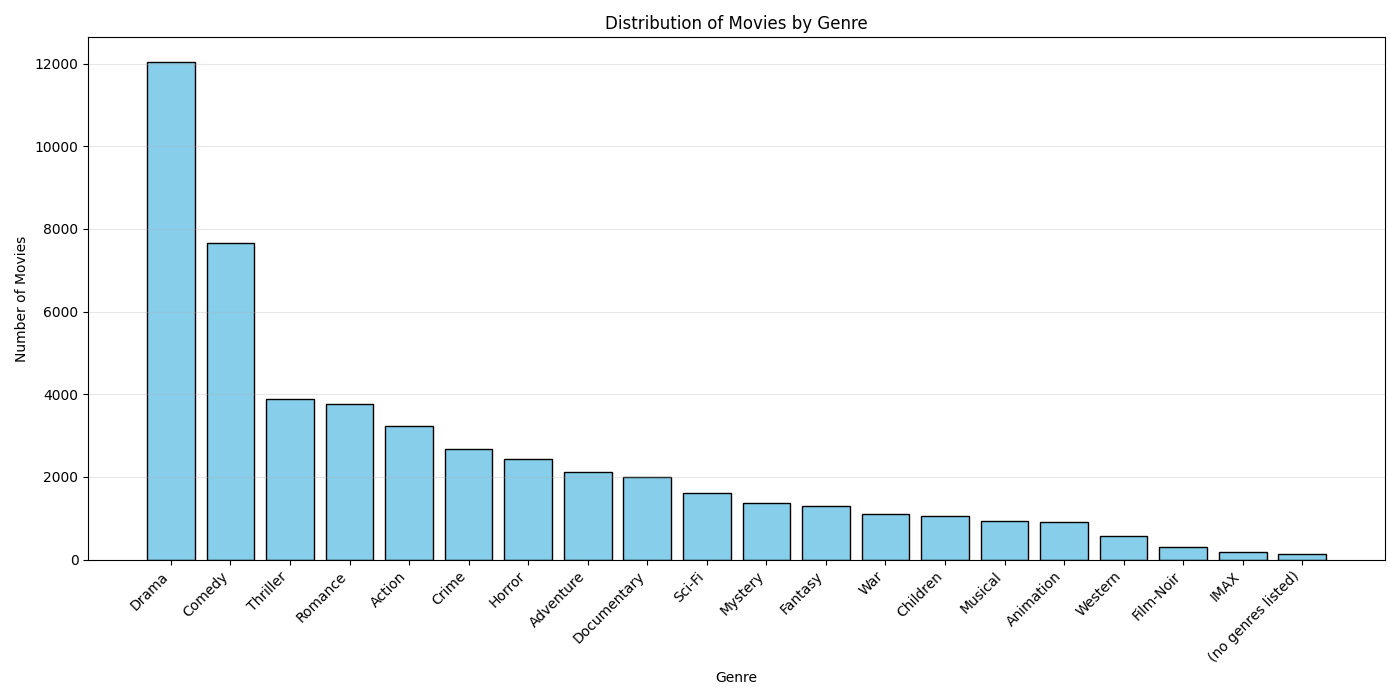 Distribution of Movies by Genre
12000
10000
8000
6000
4000
2000
0
Number of Movies
Drama
Comedy
Thriller
Romance
Action
Crime
Horror
Adventure
Documentary
Sci-Fi
Mystery
Fantasy
War
Children
Musical
Animation
Western
Film-Noir
IMAX
(no genres listed)
Genre